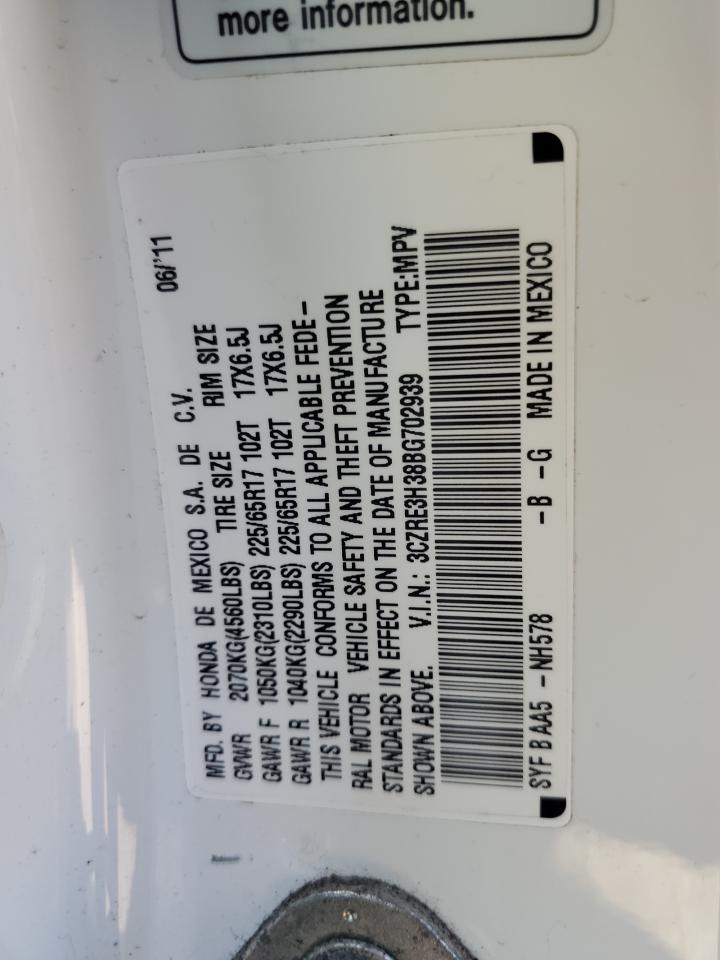 more information.
MFD. BY HONDA DE MEXICO S.A. DE C.V. 06/'11
GVWR 2070KG(4560LBS) TIRE SIZE RIM SIZE
GAWR F 1050KG(2310LBS) 225/65R17 102T 17X6.5J
GAWR R 1040KG(2290LBS) 225/65R17 102T 17X6.5J
THIS VEHICLE CONFORMS TO ALL APPLICABLE FEDE–
RAL MOTOR VEHICLE SAFETY AND THEFT PREVENTION
STANDARDS IN EFFECT ON THE DATE OF MANUFACTURE
SHOWN ABOVE. V.I.N.: 3CZRE3H38BG702939 TYPE:MPV
SYF B AA5 -NH578 -B -G MADE IN MEXICO